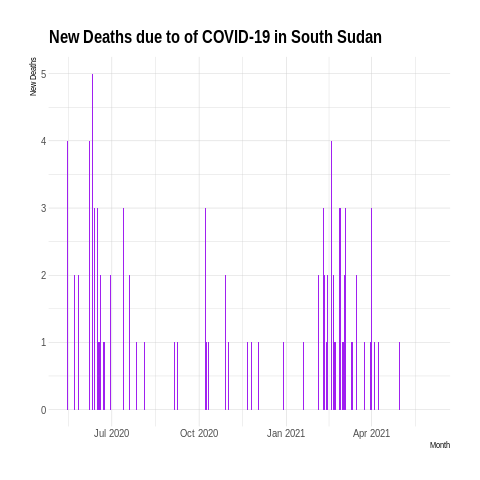 New Deaths due to of COVID-19 in South Sudan
New Deaths
5
4
3
2
1
0
Jul 2020 Oct 2020 Jan 2021 Apr 2021
Month